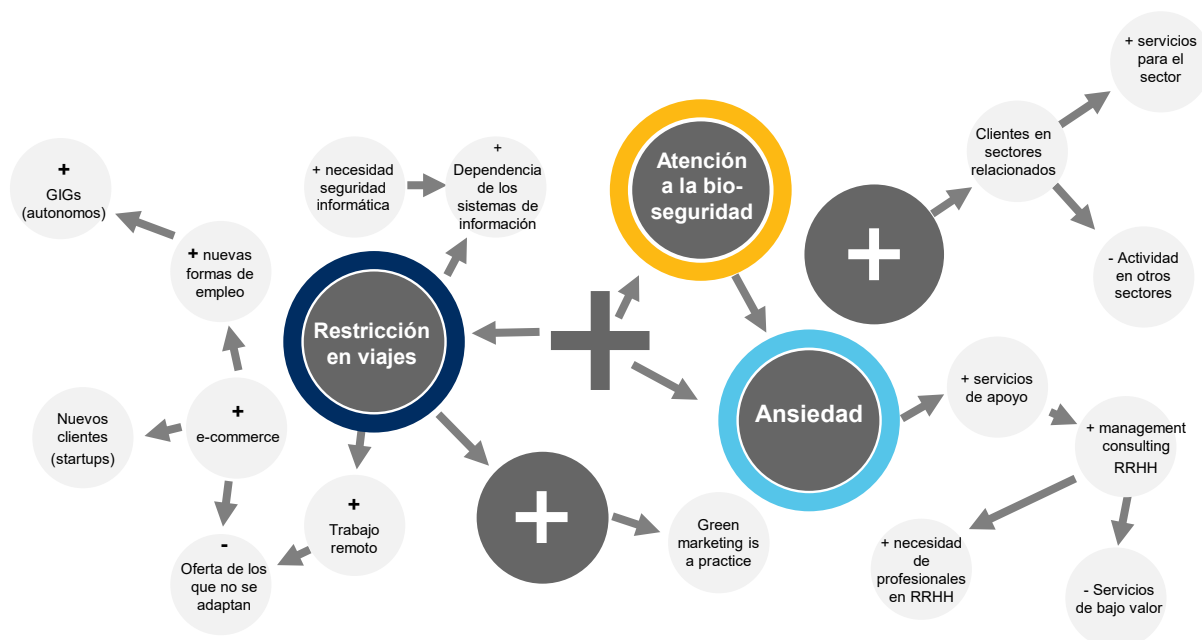 + servicios
para el
sector
Clientes en
sectores
relacionados
- Actividad
en otros
sectores
Atención
a la bio-
seguridad
+
+
Dependencia
de los
sistemas de
información
+ necesidad
seguridad
informática
+
GIGs
(autonomos)
+ nuevas
formas de
empleo
Restricción
en viajes
+
Ansiedad
+ servicios
de apoyo
+ management
consulting
RRHH
Nuevos
clientes
(startups)
+
e-commerce
+
Trabajo
remoto
-
Oferta de los
que no se
adaptan
+
Green
marketing is
a practice
+ necesidad
de
profesionales
en RRHH
- Servicios
de bajo valor